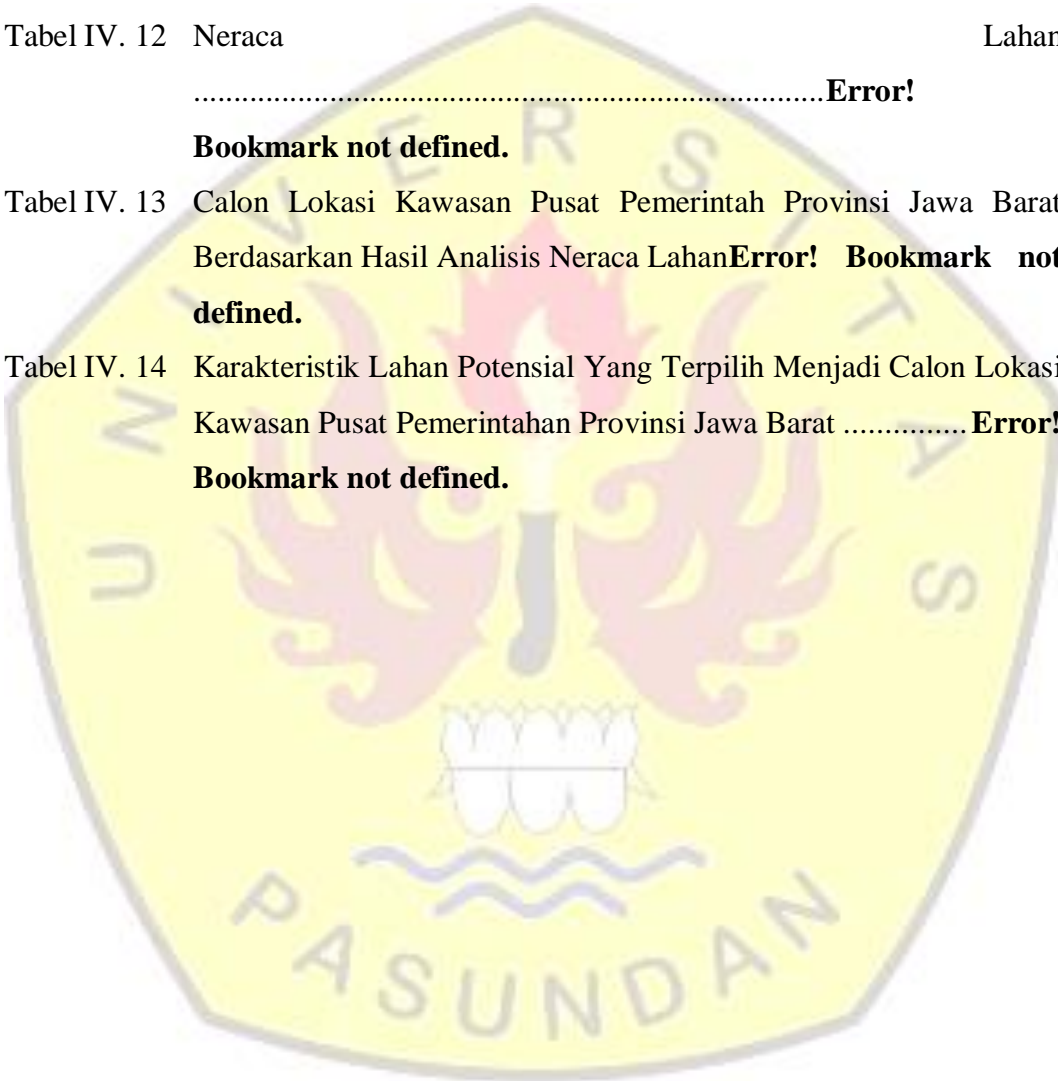 Tabel IV. 12 Neraca Lahan
................................................................................Error!
Bookmark not defined.
Tabel IV. 13 Calon Lokasi Kawasan Pusat Pemerintah Provinsi Jawa Barat
Berdasarkan Hasil Analisis Neraca LahanError! Bookmark not
defined.
Tabel IV. 14 Karakteristik Lahan Potensial Yang Terpilih Menjadi Calon Lokasi
Kawasan Pusat Pemerintahan Provinsi Jawa Barat ...............Error!
Bookmark not defined.
UNIVERSITAS
PASUNDAN